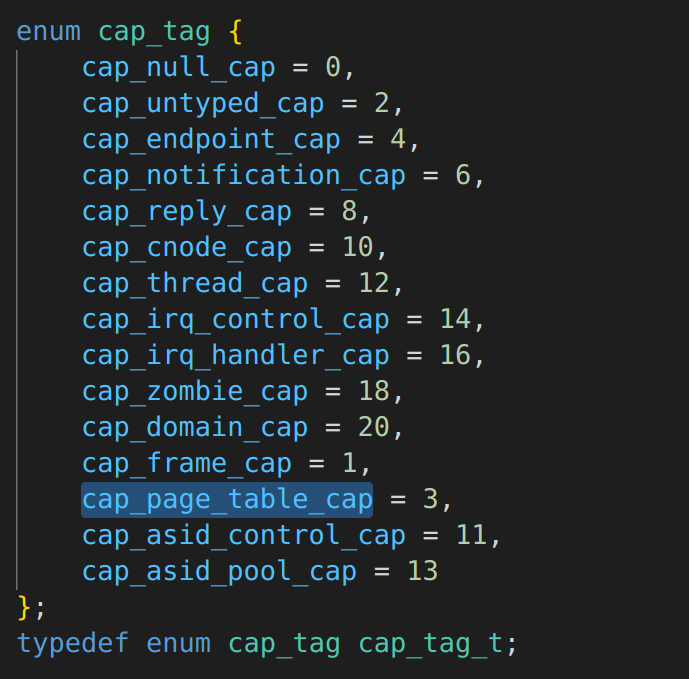 enum cap_tag {
    cap_null_cap = 0,
    cap_untyped_cap = 2,
    cap_endpoint_cap = 4,
    cap_notification_cap = 6,
    cap_reply_cap = 8,
    cap_cnode_cap = 10,
    cap_thread_cap = 12,
    cap_irq_control_cap = 14,
    cap_irq_handler_cap = 16,
    cap_zombie_cap = 18,
    cap_domain_cap = 20,
    cap_frame_cap = 1,
    cap_page_table_cap = 3,
    cap_asid_control_cap = 11,
    cap_asid_pool_cap = 13
};
typedef enum cap_tag cap_tag_t;